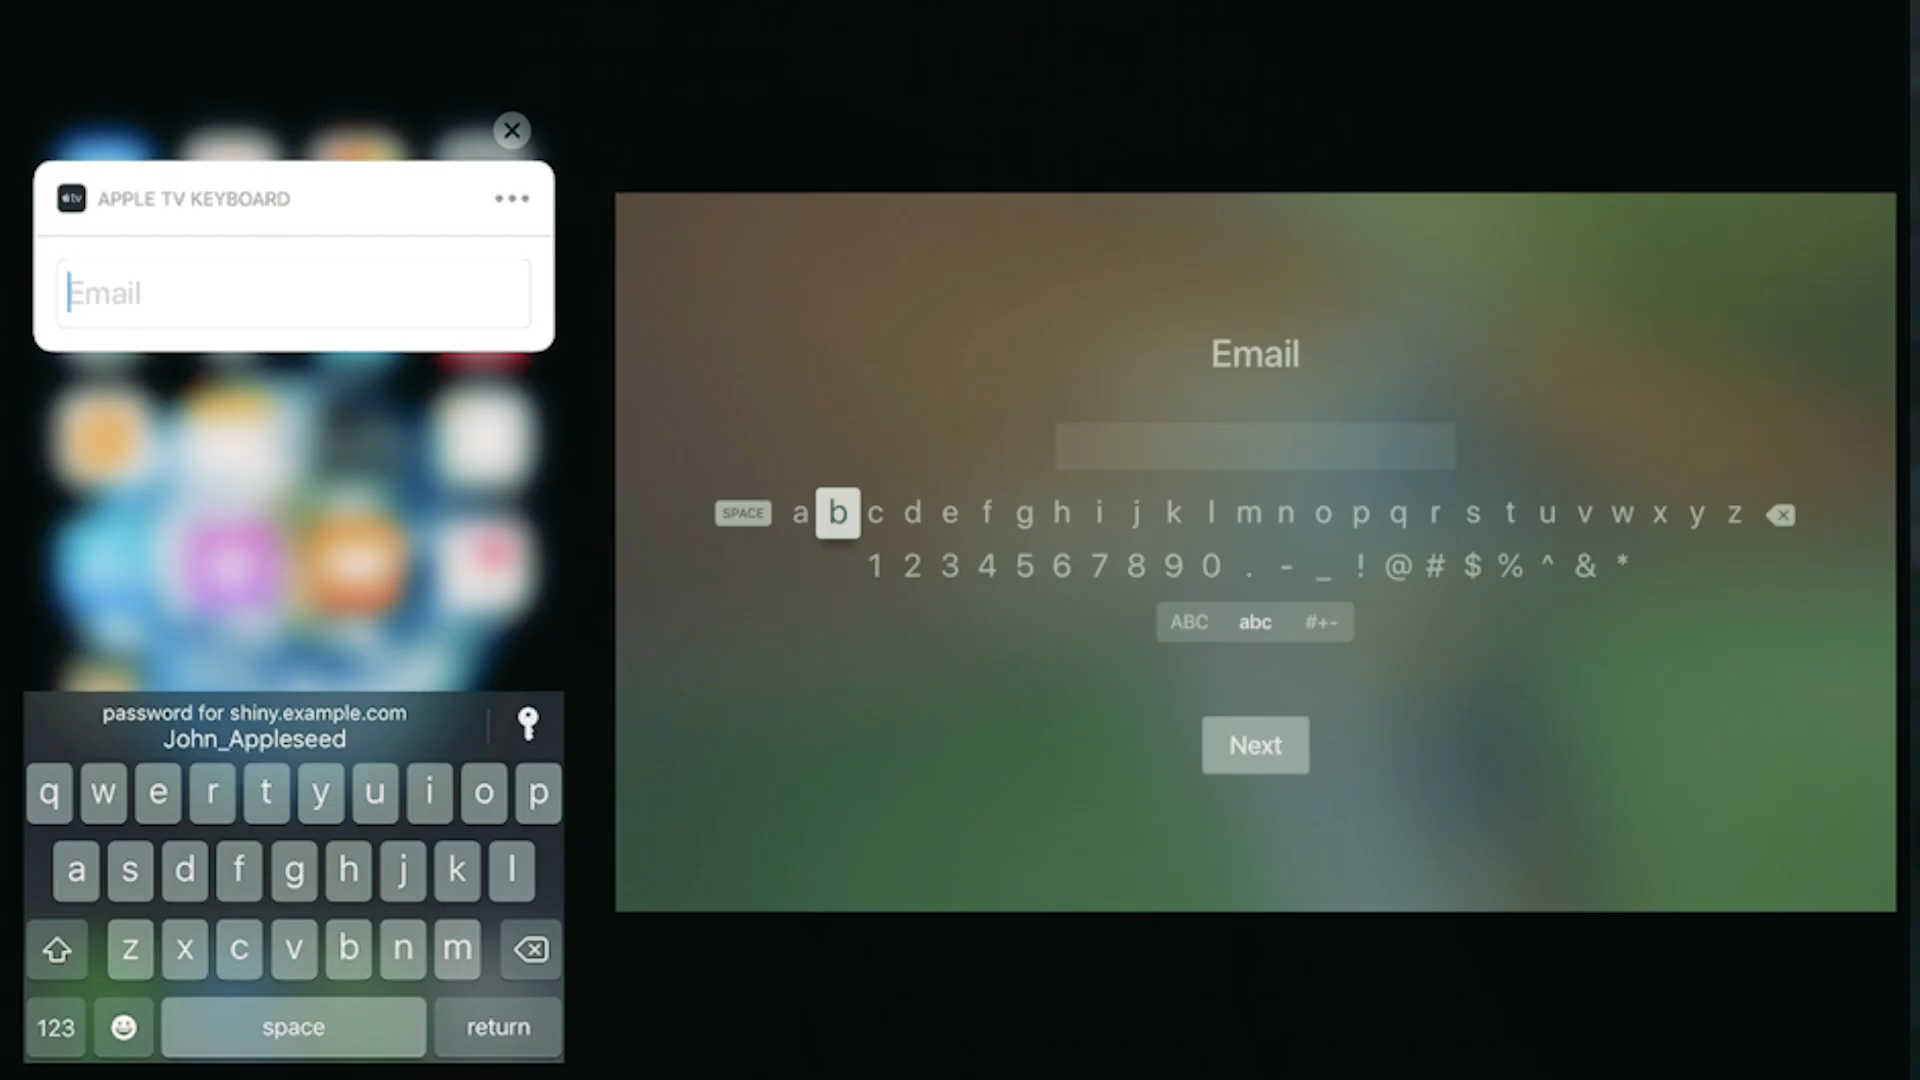 tv APPLE TV KEYBOARD
Email
password for shiny.example.com
John_Appleseed
q w e r t y u i o p
a s d f g h j k l
z x c v b n m
123 space return
Email
SPACE a b c d e f g h i j k l m n o p q r s t u v w x y z
1 2 3 4 5 6 7 8 9 0 . - _ ! @ # $ % ^ & *
ABC abc #+-
Next